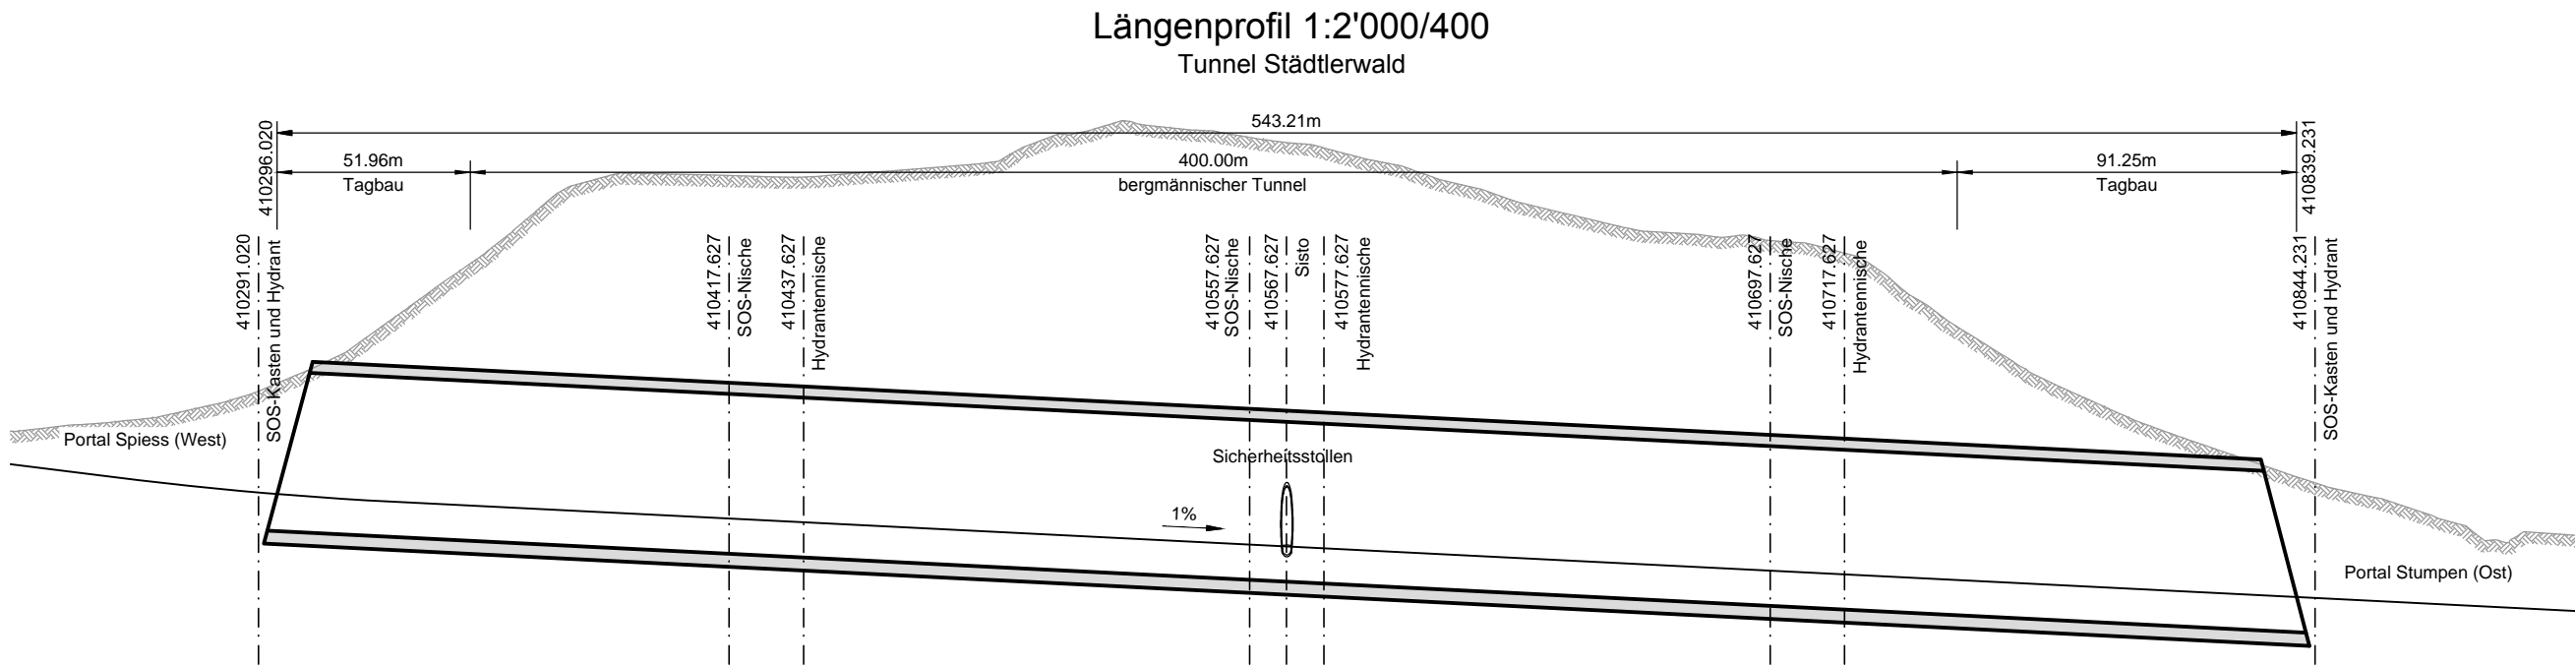 Längenprofil 1:2'000/400
Tunnel Städtlerwald
543.21m
51.96m
Tagbau
400.00m
bergmännischer Tunnel
91.25m
Tagbau
410291.020
SOS-Kasten und Hydrant
410296.020
410417.627
SOS-Nische
410437.627
Hydrantennische
410557.627
SOS-Nische
410567.627
Sisto
410577.627
Hydrantennische
410697.627
SOS-Nische
410717.627
Hydrantennische
410839.231
410844.231
SOS-Kasten und Hydrant
Portal Spiess (West)
Sicherheitsstollen
1%
Portal Stumpen (Ost)